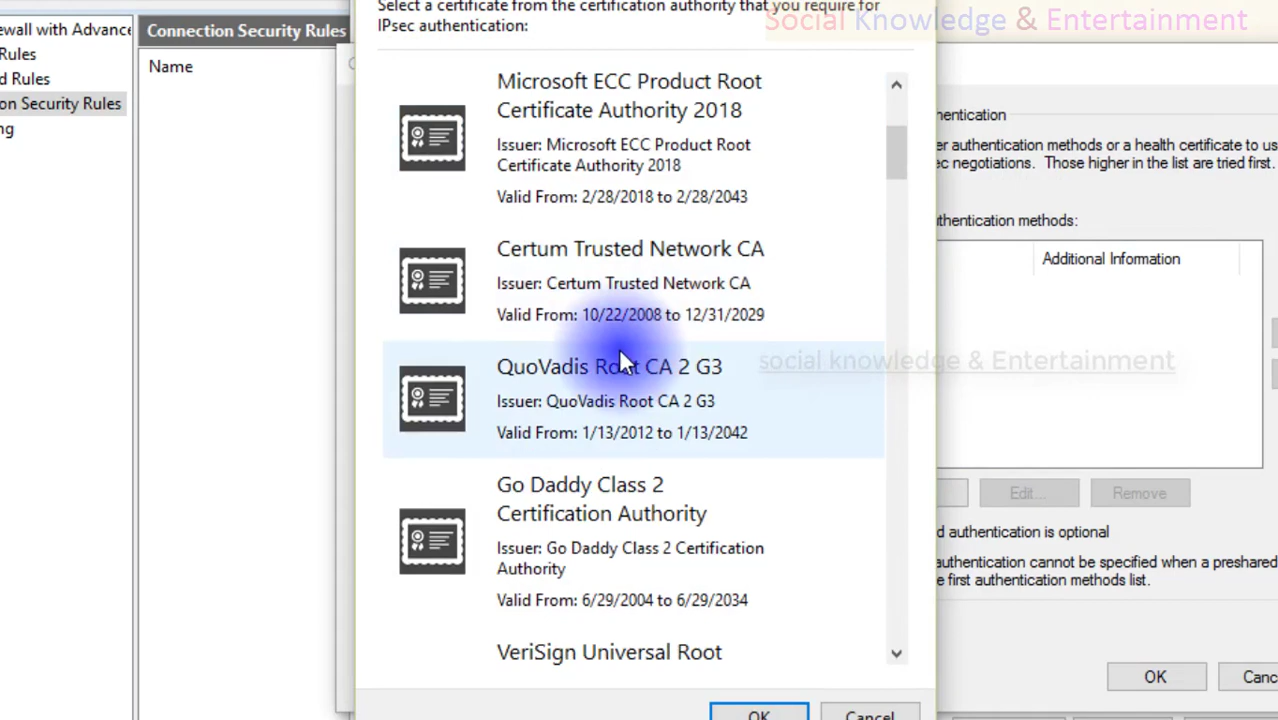 Select a certificate from the certification authority that you require for
IPsec authentication:
Social Knowledge & Entertainment
ewall with Advance
Rules
d Rules
on Security Rules
ng
Connection Security Rules
Name
Microsoft ECC Product Root
Certificate Authority 2018
Issuer: Microsoft ECC Product Root
Certificate Authority 2018
Valid From: 2/28/2018 to 2/28/2043
Certum Trusted Network CA
Issuer: Certum Trusted Network CA
Valid From: 10/22/2008 to 12/31/2029
QuoVadis Root CA 2 G3
Issuer: QuoVadis Root CA 2 G3
Valid From: 1/13/2012 to 1/13/2042
Go Daddy Class 2
Certification Authority
Issuer: Go Daddy Class 2 Certification
Authority
Valid From: 6/29/2004 to 6/29/2034
VeriSign Universal Root
OK
Cancel
hentication
er authentication methods or a health certificate to us
ec negotiations. Those higher in the list are tried first.
uthentication methods:
Additional Information
social knowledge & Entertainment
Edit...
Remove
d authentication is optional
authentication cannot be specified when a preshared
e first authentication methods list.
OK
Canc